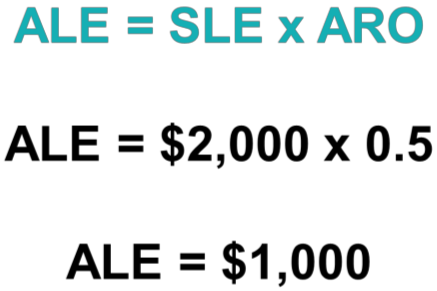 ALE = SLE x ARO
ALE = $2,000 x 0.5
ALE = $1,000